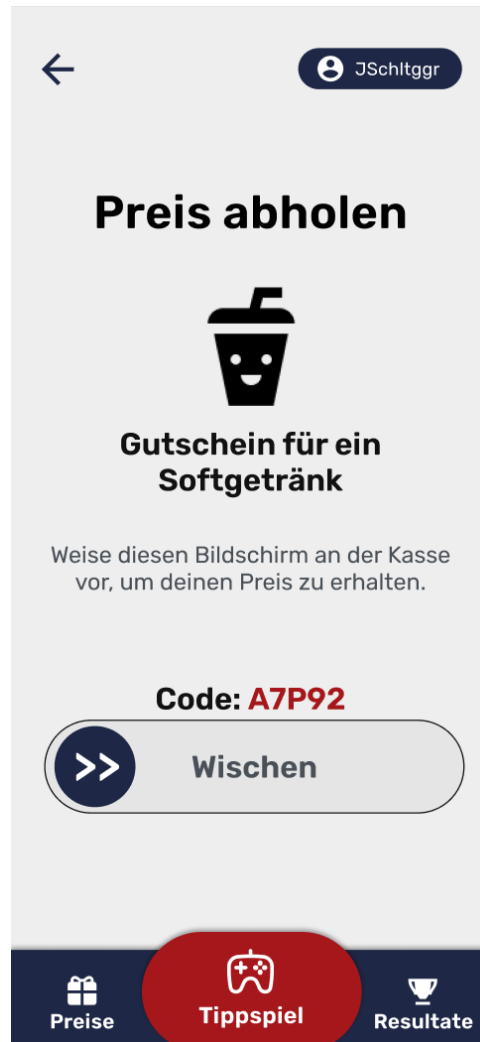 JSchltggr
Preis abholen
Gutschein für ein
Softgetränk
Weise diesen Bildschirm an der Kasse
vor, um deinen Preis zu erhalten.
Code: A7P92
>> Wischen
Preise
Tippspiel
Resultate